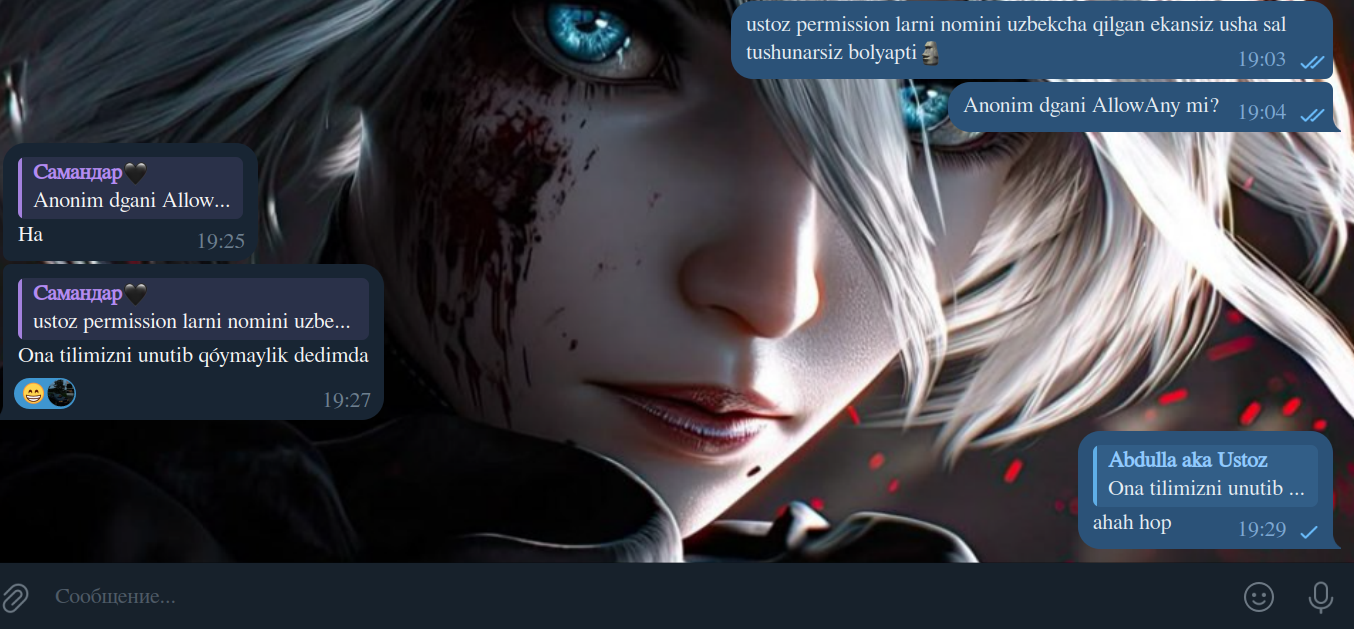 ustoz permission larni nomini uzbekcha qilgan ekansiz usha sal
tushunarsiz bolyapti🗿 19:03
Anonim dgani AllowAny mi? 19:04
Самандар🖤
Anonim dgani Allow...
Ha 19:25
Самандар🖤
ustoz permission larni nomini uzbe...
Ona tilimizni unutib qóymaylik dedimda
😁 19:27
Abdulla aka Ustoz
Ona tilimizni unutib ...
ahah hop 19:29
Сообщение...